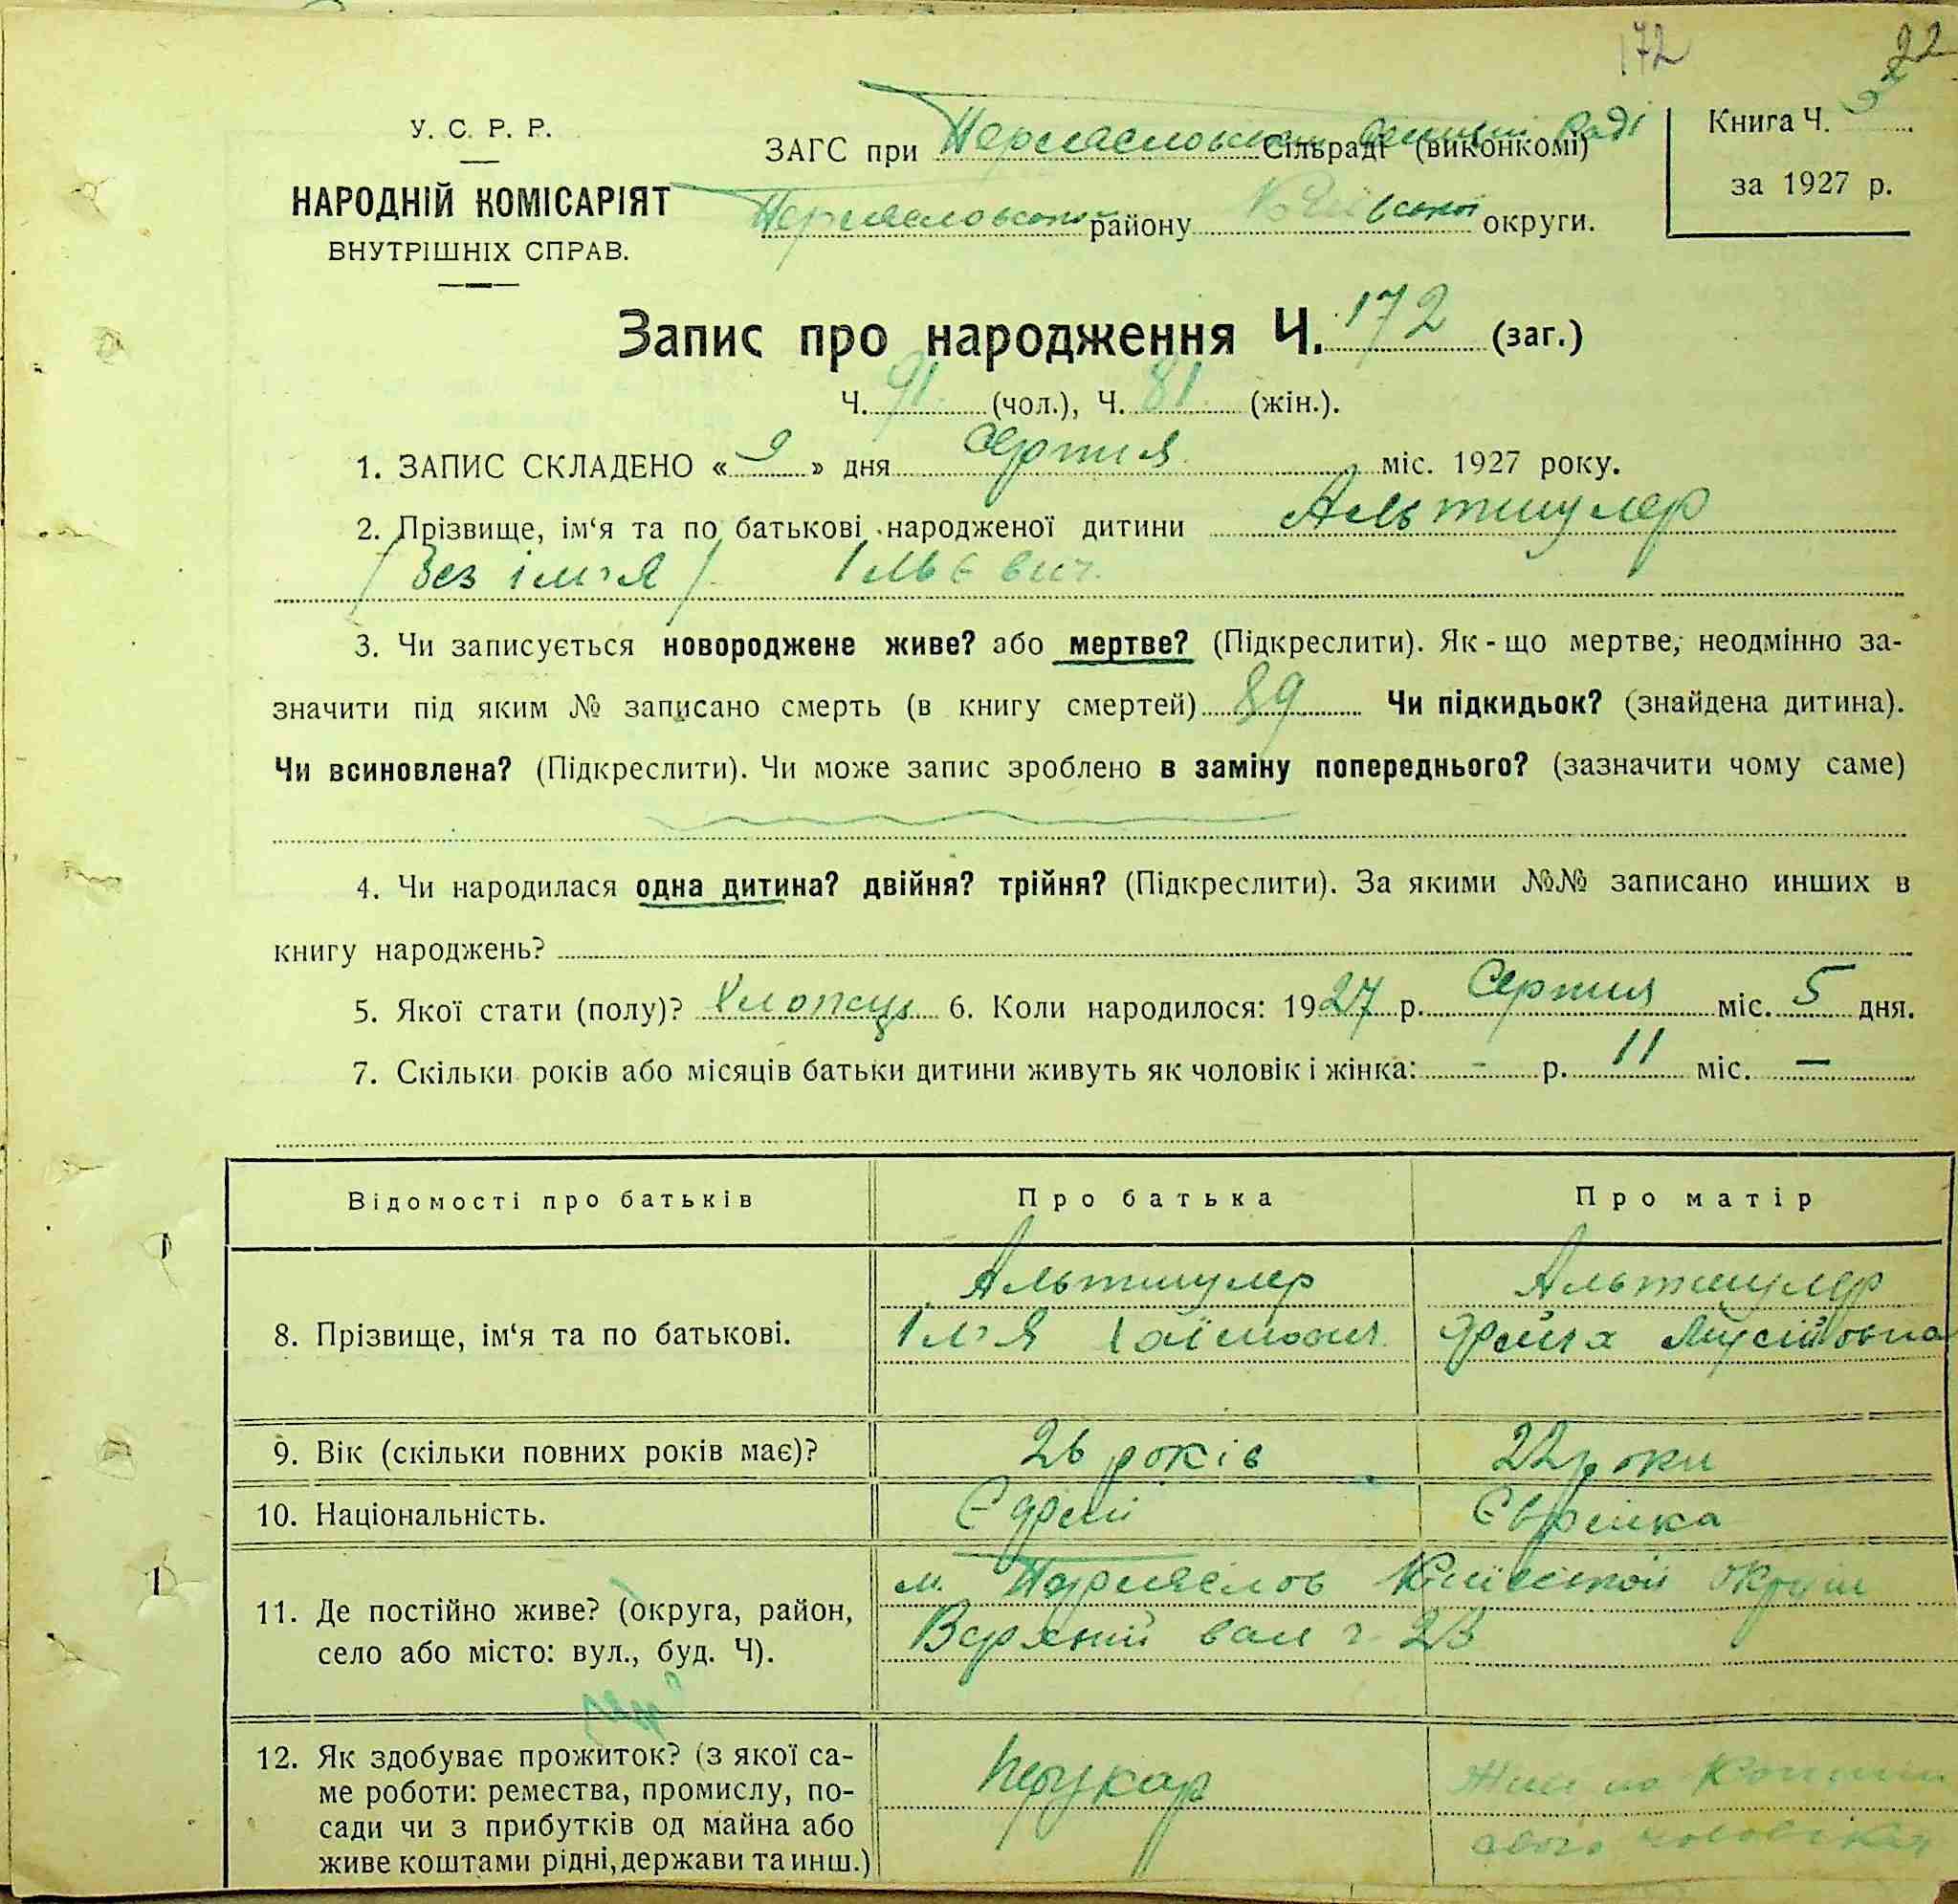 172
22
У. С. Р. Р.
НАРОДНІЙ КОМІСАРІЯТ
ВНУТРІШНІХ СПРАВ.
ЗАГС при Сільраді (виконкомі) Раді
району Київської округи.
Книга Ч.
за 1927 р.
Запис про народження Ч. 172 (заг.)
Ч. 91 (чол.), Ч. 81 (жін.).
1. ЗАПИС СКЛАДЕНО « 9 » дня Серпня міс. 1927 року.
2. Прізвище, ім‘я та по батькові народженої дитини Альтшулер
/ Без ім'я / Ільєвич.
3. Чи записується новороджене живе? або мертве? (Підкреслити). Як - що мертве, неодмінно за-
значити під яким № записано смерть (в книгу смертей) 89 Чи підкидьок? (знайдена дитина).
Чи всиновлена? (Підкреслити). Чи може запис зроблено в заміну попереднього? (зазначити чому саме)
4. Чи народилася одна дитина? двійня? трійня? (Підкреслити). За якими №№ записано инших в
книгу народжень?
5. Якої стати (полу)? Хлопець 6. Коли народилося: 1927 р. Серпня міс. 5 дня.
7. Скільки років або місяців батьки дитини живуть як чоловік і жінка: - р. 11 міс. —
Відомості про батьків Про батька Про матір
8. Прізвище, ім‘я та по батькові.
Альтшулер Альтшулер
Мусійовна
9. Вік (скільки повних років має)? 26 років 22 роки
10. Національність. Єврей Єврейка
11. Де постійно живе? (округа, район,
село або місто: вул., буд. Ч).
м. Переяслов Київської округи
Верхній вал ч. 23
12. Як здобуває прожиток? (з якої са-
ме роботи: ремества, промислу, по-
сади чи з прибутків од майна або
живе коштами рідні, держави та инш.)
Перукар
свого чоловіка